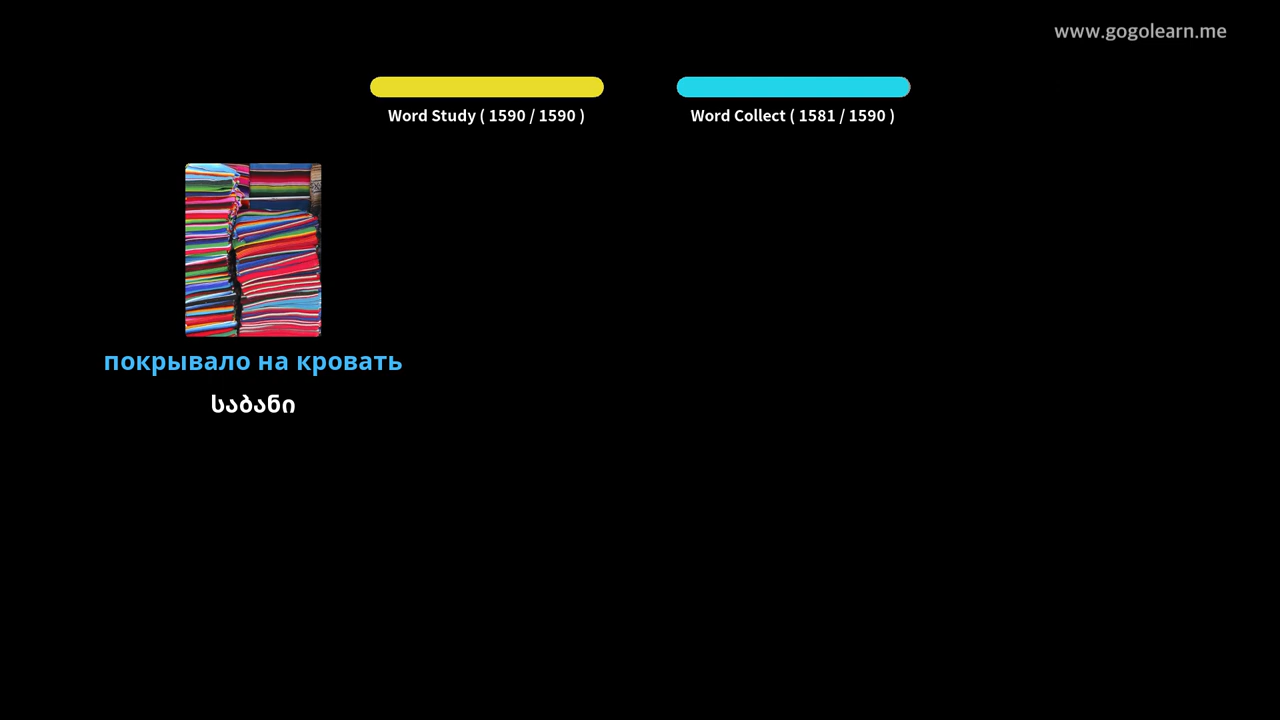 www.gogolearn.me
Word Study ( 1590 / 1590 )
Word Collect ( 1581 / 1590 )
покрывало на кровать
საბანი